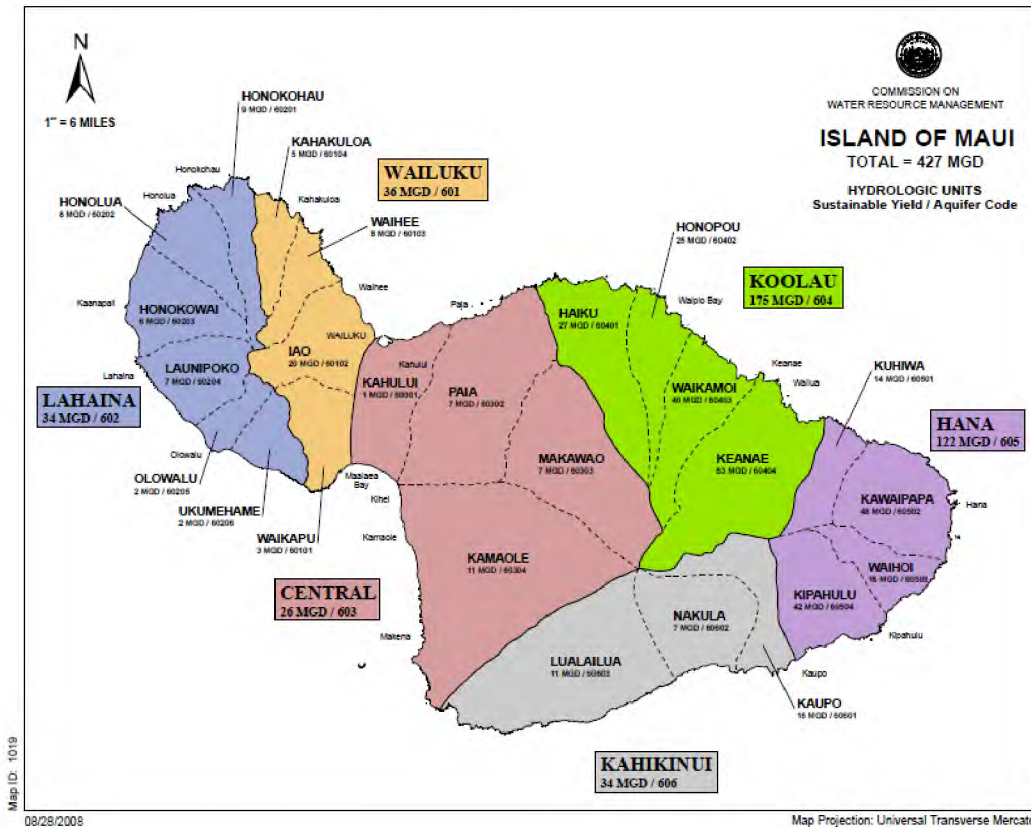 N
1" = 6 MILES
COMMISSION ON
WATER RESOURCE MANAGEMENT
ISLAND OF MAUI
TOTAL = 427 MGD
HYDROLOGIC UNITS
Sustainable Yield / Aquifer Code
HONOKOHAU
9 MGD / 60201
KAHAKULOA
5 MGD / 60104
WAILUKU
36 MGD / 601
Honokohau
Honolua
Kahakuloa
HONOLUA
8 MGD / 60202
WAIHEE
8 MGD / 60103
HONOPOU
25 MGD / 60402
KOOLAU
175 MGD / 604
Waihee
Kaanapali
HONOKOWAI
6 MGD / 60203
Paia
HAIKU
27 MGD / 60401
Waipio Bay
WAILUKU
IAO
20 MGD / 60102
Kahului
LAUNIPOKO
7 MGD / 60204
Lahaina
KAHULUI
1 MGD / 60301
PAIA
7 MGD / 60302
WAIKAMOI
40 MGD / 60403
Keanae
Wailua
KUHIWA
14 MGD / 60501
LAHAINA
34 MGD / 602
HANA
122 MGD / 605
Olowalu
OLOWALU
2 MGD / 60205
UKUMEHAME
2 MGD / 60206
WAIKAPU
3 MGD / 60101
Maalaea
Bay
Kihei
Kamaole
MAKAWAO
7 MGD / 60303
KEANAE
83 MGD / 60404
KAWAIPAPA
48 MGD / 60502
Hana
KAMAOLE
11 MGD / 60304
WAIHOI
18 MGD / 60503
KIPAHULU
42 MGD / 60504
CENTRAL
26 MGD / 603
Makena
NAKULA
7 MGD / 60602
Kipahulu
LUALAILUA
11 MGD / 60603
Kaupo
KAUPO
16 MGD / 60601
KAHIKINUI
34 MGD / 606
Map ID: 1019
08/28/2008
Map Projection: Universal Transverse Mercat